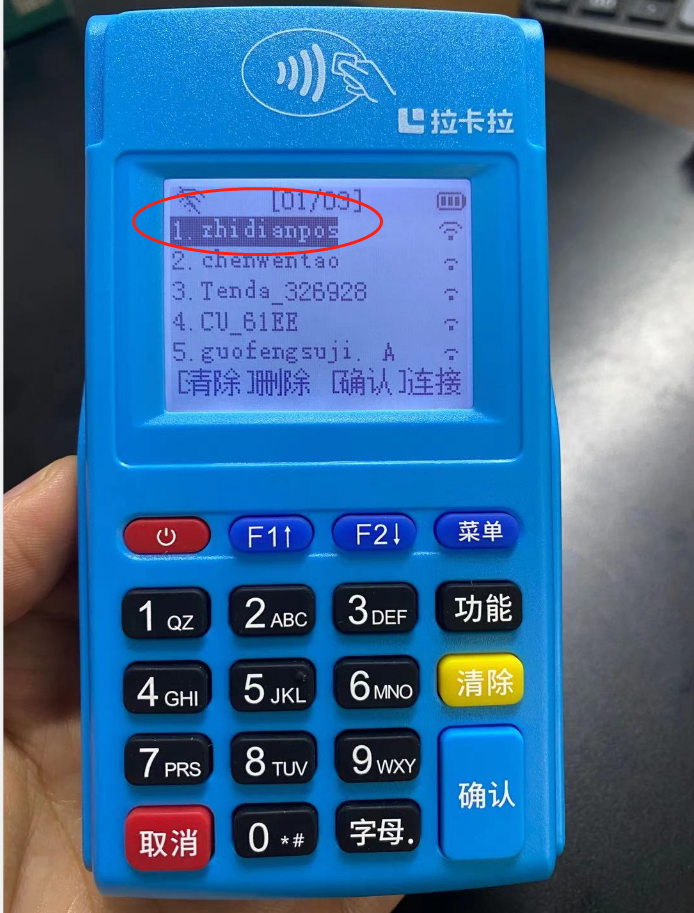 拉卡拉
[01/03]
1. zhidianpos
2. chenwentao
3. Tenda_326928
4. CU_61EE
5. guofengsuji. A
[清除]删除 [确认]连接
F1↑ F2↓ 菜单
1 QZ 2 ABC 3 DEF 功能
4 GHI 5 JKL 6 MNO 清除
7 PRS 8 TUV 9 WXY 确认
取消 0 *# 字母.